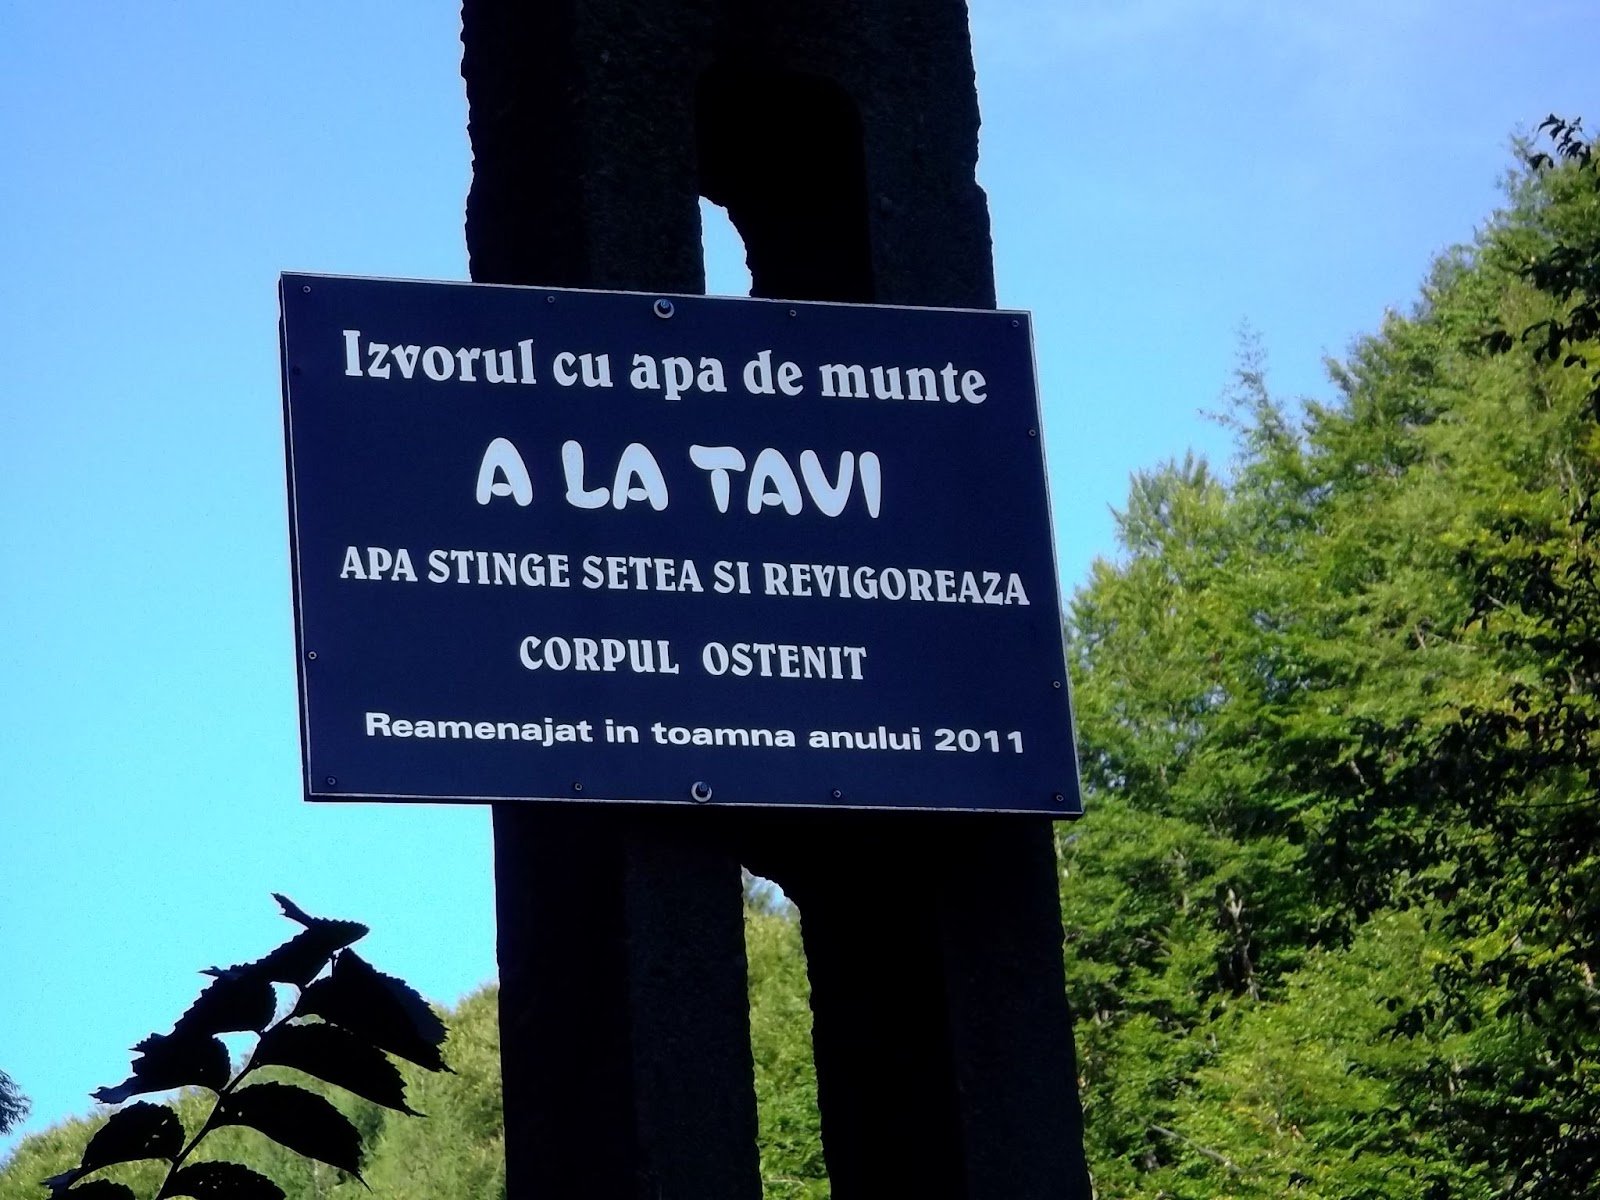 Izvorul cu apa de munte
A LA TAVI
APA STINGE SETEA SI REVIGOREAZA
CORPUL OSTENIT
Reamenajat in toamna anului 2011